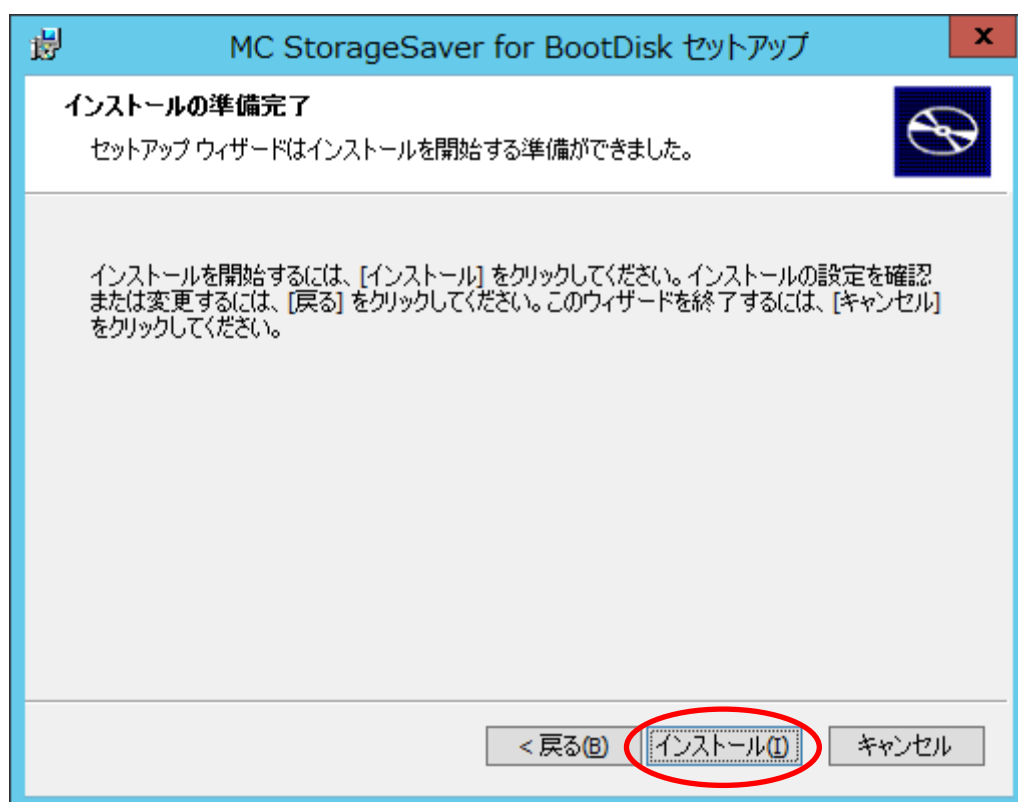 MC StorageSaver for BootDisk セットアップ
x
インストールの準備完了
セットアップ ウィザードはインストールを開始する準備ができました。
インストールを開始するには、[インストール] をクリックしてください。インストールの設定を確認
または変更するには、[戻る] をクリックしてください。このウィザードを終了するには、[キャンセル]
をクリックしてください。
< 戻る(B) インストール(I) キャンセル